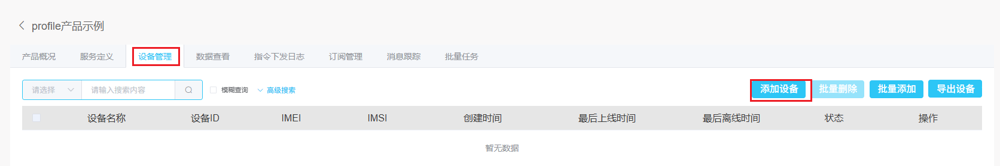 profile产品示例
产品概况 服务定义 设备管理 数据查看 指令下发日志 订阅管理 消息跟踪 批量任务
请选择 请输入搜索内容 模糊查询 高级搜索 添加设备 批量删除 批量添加 导出设备
设备名称 设备ID IMEI IMSI 创建时间 最后上线时间 最后离线时间 状态 操作
暂无数据